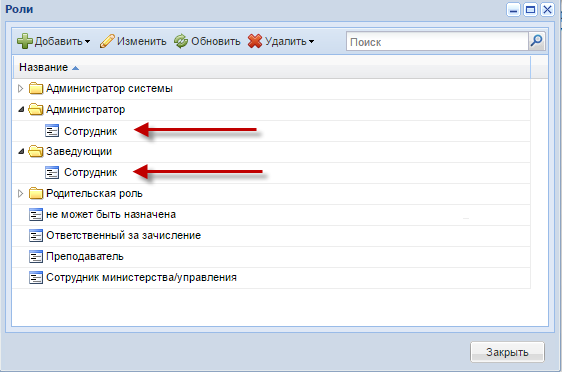 Роли
Добавить Изменить Обновить Удалить Поиск
Название
Администратор системы
Администратор
Сотрудник
Заведующии
Сотрудник
Родительская роль
не может быть назначена
Ответственный за зачисление
Преподаватель
Сотрудник министерства/управления
Закрыть